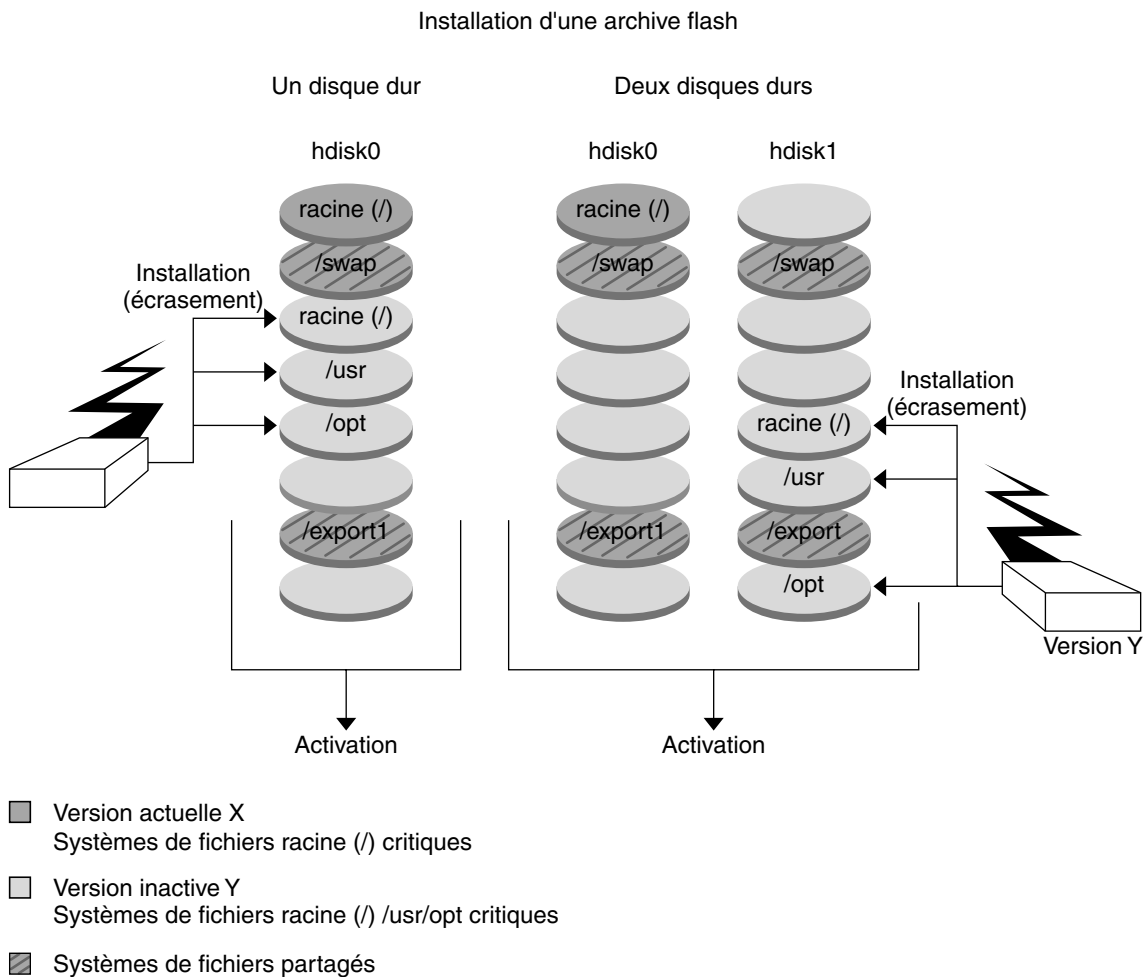 Installation d'une archive flash
Un disque dur
Deux disques durs
hdisk0
hdisk0
hdisk1
racine (/)
racine (/)
/swap
/swap
/swap
Installation
(écrasement)
racine (/)
/usr
/opt
Installation
(écrasement)
racine (/)
/usr
/export1
/export1
/export
/opt
Version Y
Activation
Activation
Version actuelle X
Systèmes de fichiers racine (/) critiques
Version inactive Y
Systèmes de fichiers racine (/) /usr/opt critiques
Systèmes de fichiers partagés